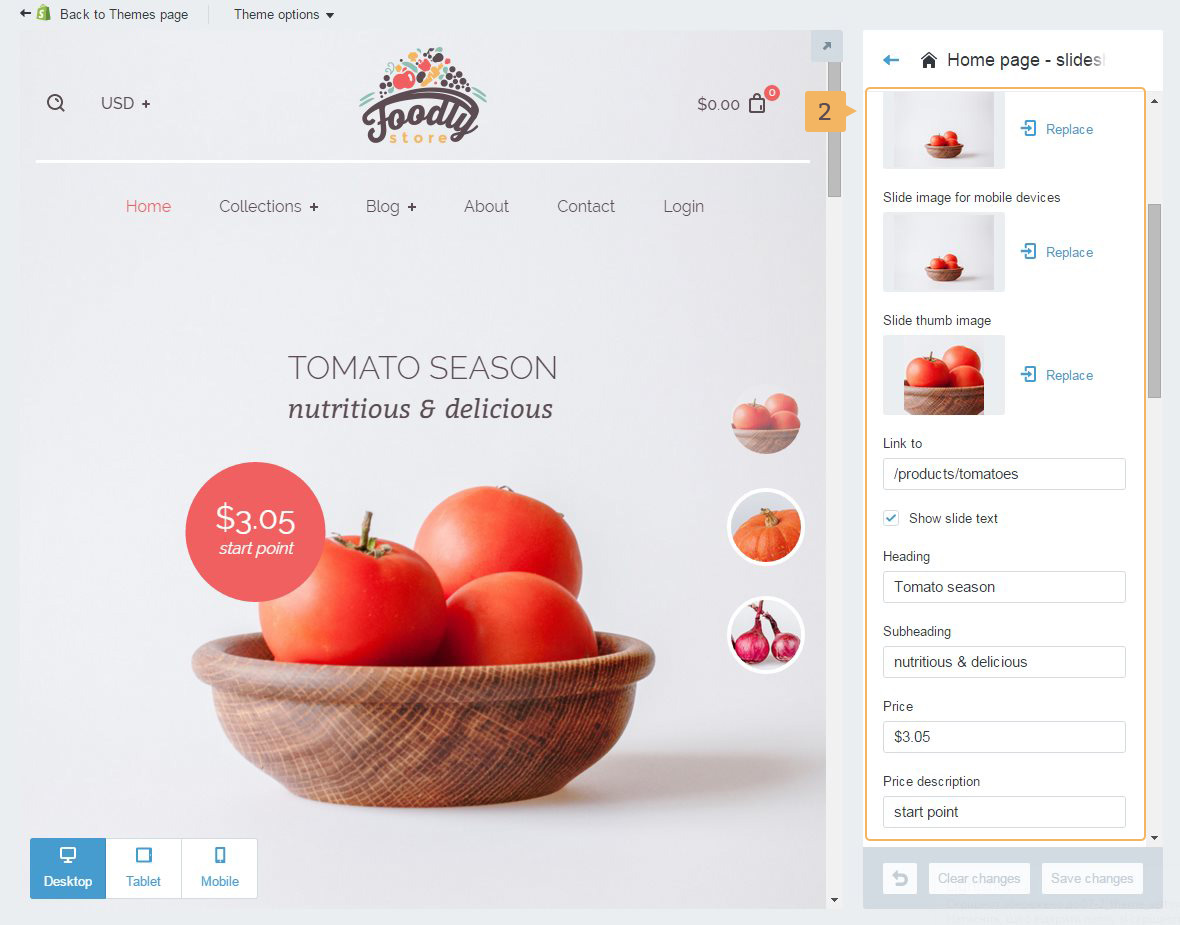 Back to Themes page
Theme options
USD +
Foodly
store
$0.00
0
Home
Collections +
Blog +
About
Contact
Login
TOMATO SEASON
nutritious & delicious
$3.05
start point
Desktop
Tablet
Mobile
2
Home page - slides
Replace
Slide image for mobile devices
Replace
Slide thumb image
Replace
Link to
/products/tomatoes
Show slide text
Heading
Tomato season
Subheading
nutritious & delicious
Price
$3.05
Price description
start point
Clear changes
Save changes